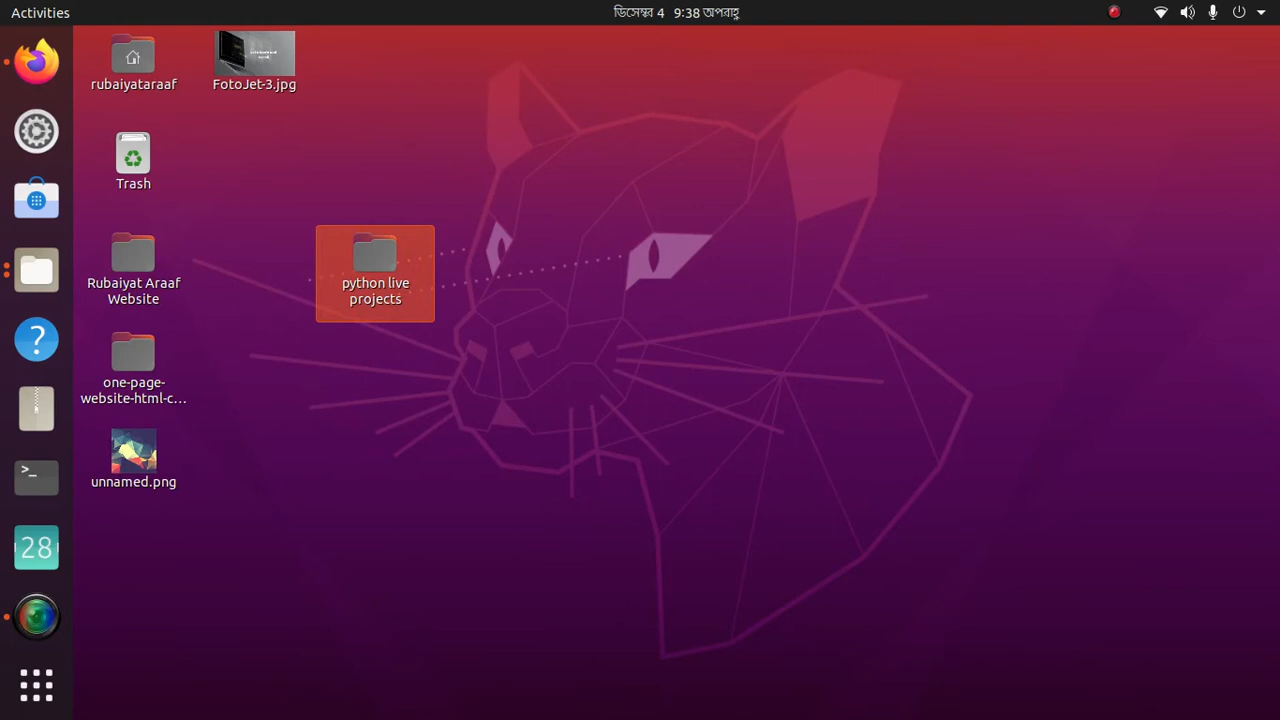 Activities
ডিসেম্বর 4 9:38 অপরাহ্ণ
rubaiyataraaf
FotoJet-3.jpg
Trash
Rubaiyat Araaf
Website
python live
projects
one-page-
website-html-c...
unnamed.png
28